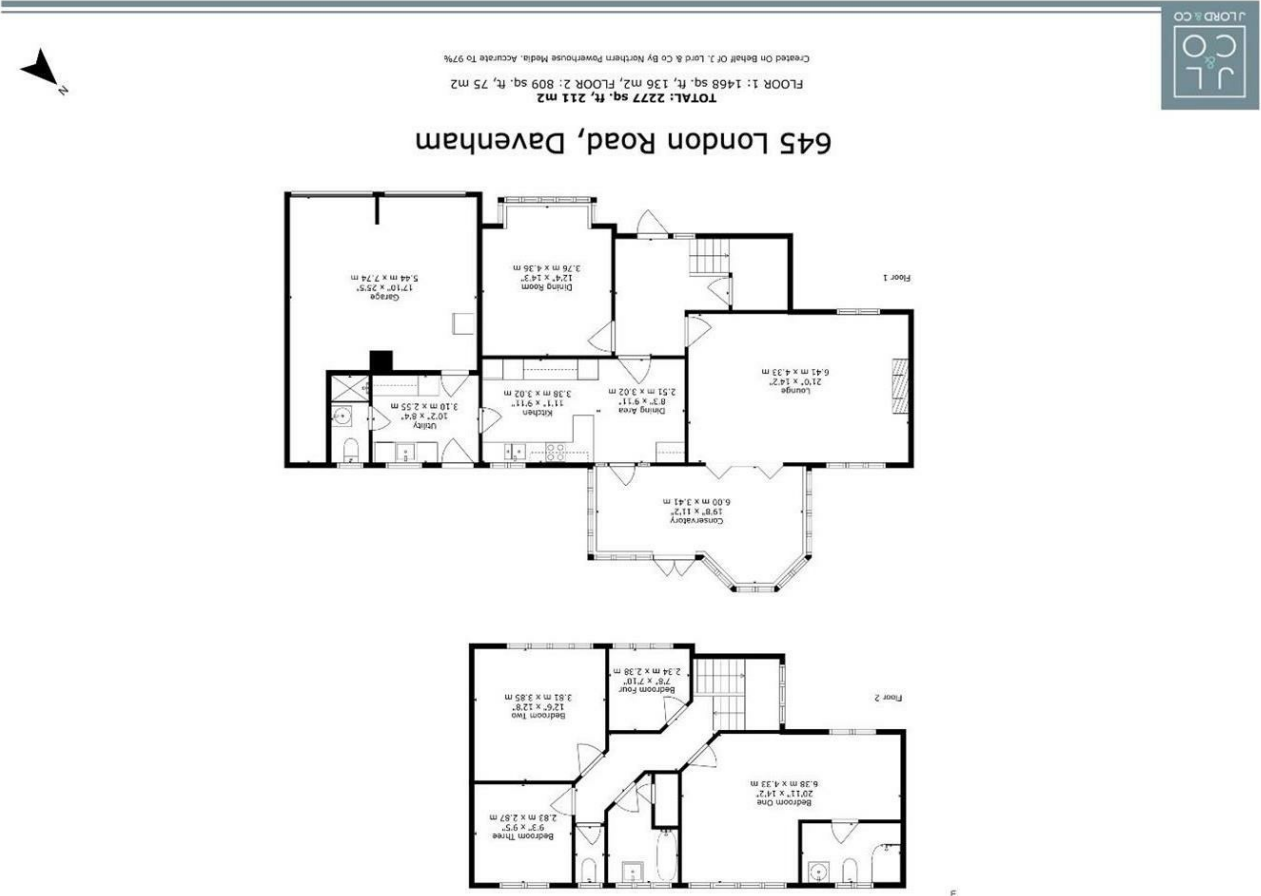 Bedroom Three
9'3" x 9'5"
2.83 m x 2.87 m
Bedroom One
20'11" x 14'2"
6.38 m x 4.33 m
Bedroom Two
12'6" x 12'8"
3.81 m x 3.85 m
Floor 2
Bedroom Four
7'8" x 7'10"
2.34 m x 2.38 m
Conservatory
19'8" x 11'2"
6.00 m x 3.41 m
Lounge
21'0" x 14'2"
6.41 m x 4.33 m
Dining Area
8'3" x 9'11"
2.51 m x 3.02 m
Kitchen
11'1" x 9'11"
3.38 m x 3.02 m
Utility
10'2" x 8'4"
3.10 m x 2.55 m
Floor 1
Dining Room
12'4" x 14'3"
3.76 m x 4.36 m
Garage
17'10" x 25'5"
5.44 m x 7.74 m
645 London Road, Davenham
TOTAL: 2277 sq. ft, 211 m2
FLOOR 1: 1468 sq. ft, 136 m2, FLOOR 2: 809 sq. ft, 75 m2
Created On Behalf Of J. Lord & Co By Northern Powerhouse Media. Accurate To 97%
N
JL
&
CO
J LORD & CO